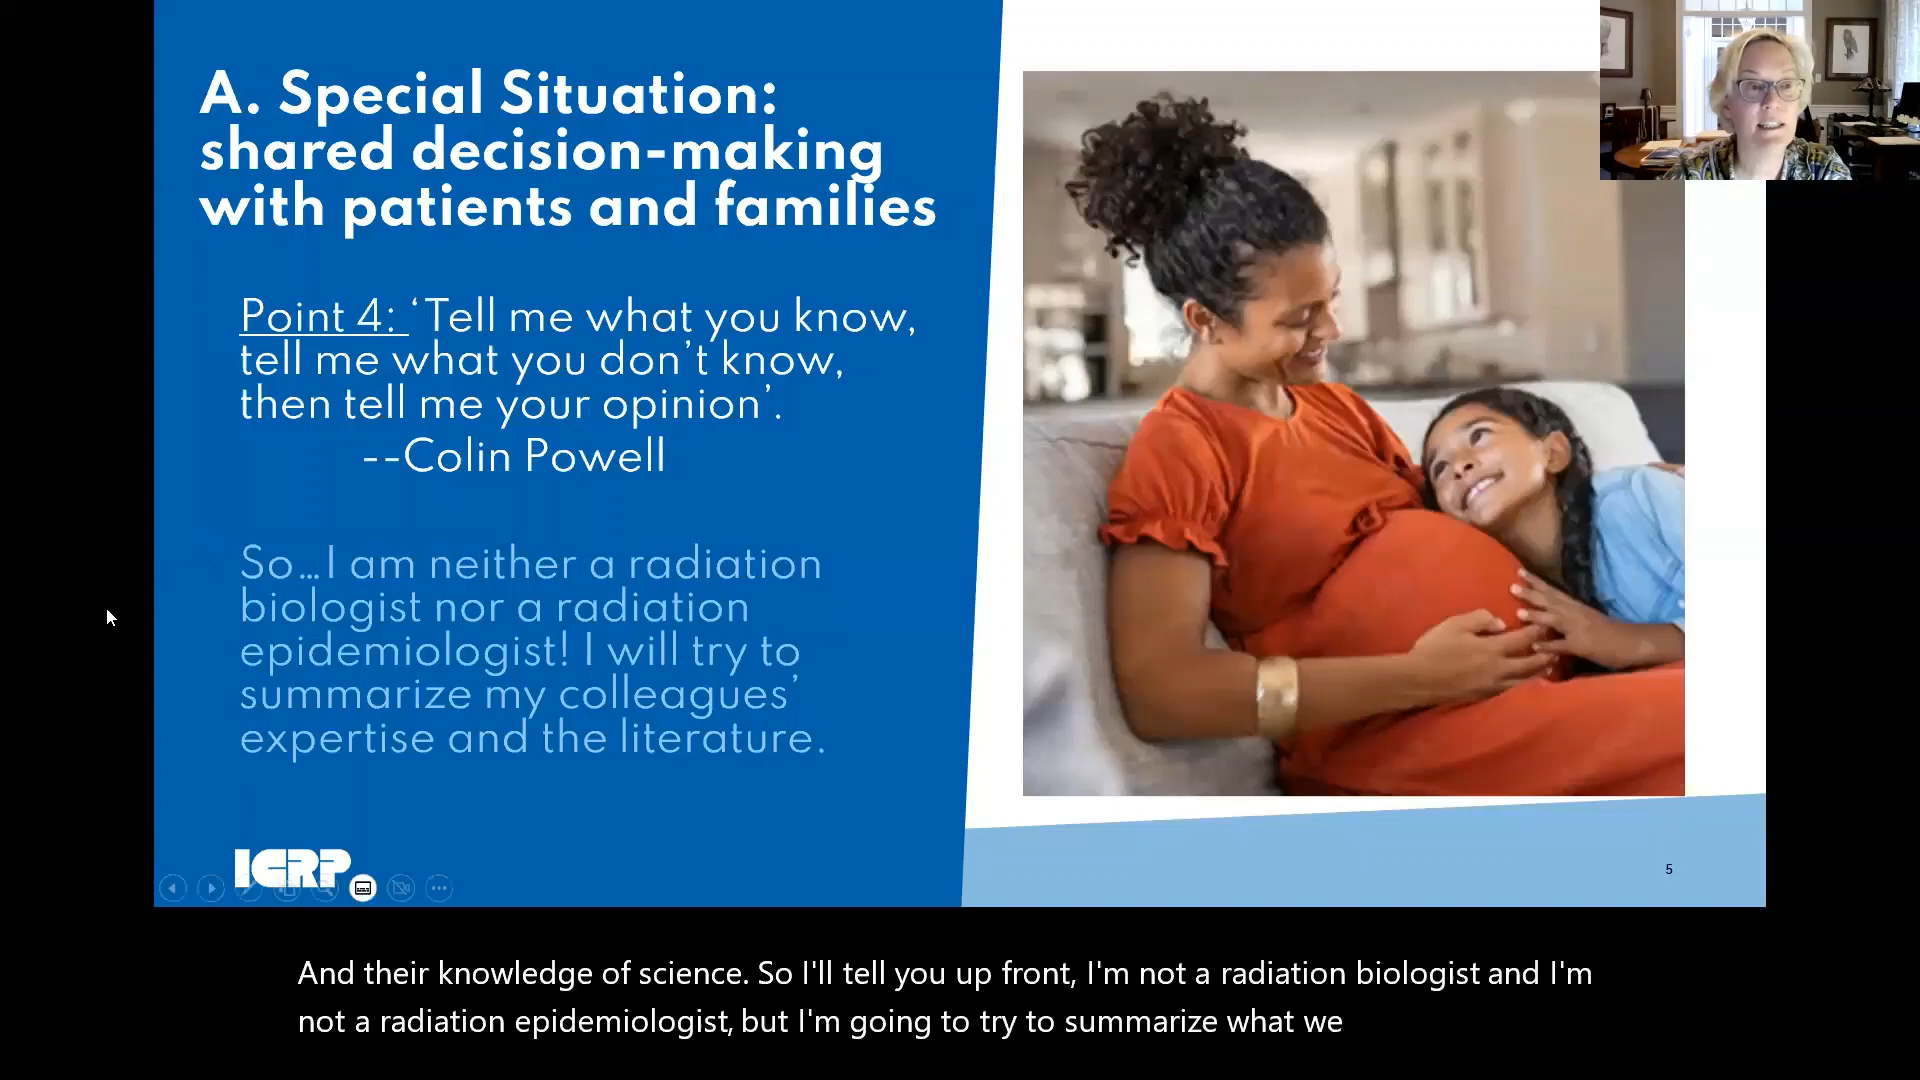 A. Special Situation:
shared decision-making
with patients and families
Point 4: ‘Tell me what you know,
tell me what you don’t know,
then tell me your opinion’.
--Colin Powell
So…I am neither a radiation
biologist nor a radiation
epidemiologist! I will try to
summarize my colleagues’
expertise and the literature.
ICRP
5
And their knowledge of science. So I'll tell you up front, I'm not a radiation biologist and I'm
not a radiation epidemiologist, but I'm going to try to summarize what we